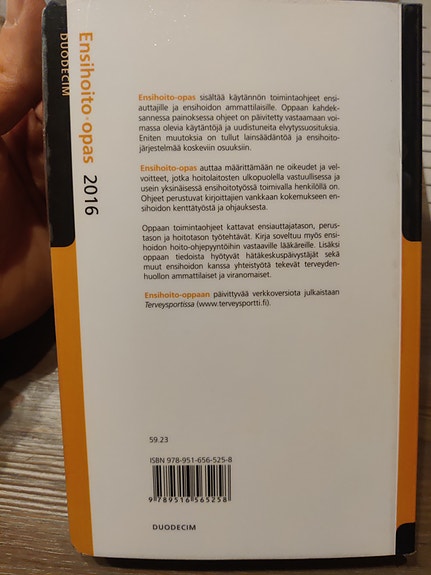 Ensihoito-opas 2016
DUODECIM
Ensihoito-opas sisältää käytännön toimintaohjeet ensi-
auttajille ja ensihoidon ammattilaisille. Oppaan kahdek-
sannessa painoksessa ohjeet on päivitetty vastaamaan voi-
massa olevia käytäntöjä ja uudistuneita elvytyssuosituksia.
Eniten muutoksia on tullut lainsäädäntöä ja ensihoito-
järjestelmää koskeviin osuuksiin.
Ensihoito-opas auttaa määrittämään ne oikeudet ja vel-
voitteet, jotka hoitolaitosten ulkopuolella vastuullisessa ja
usein yksinäisessä ensihoitotyössä toimivalla henkilöllä on.
Ohjeet perustuvat kirjoittajien vankkaan kokemukseen en-
sihoidon kenttätyöstä ja ohjauksesta.
Oppaan toimintaohjeet kattavat ensiauttajatason, perus-
tason ja hoitotason työtehtävät. Kirja soveltuu myös ensi-
hoidon hoito-ohjepyyntöihin vastaaville lääkäreille. Lisäksi
oppaan tiedoista hyötyvät hätäkeskuspäivystäjät sekä
muut ensihoidon kanssa yhteistyötä tekevät terveyden-
huollon ammattilaiset ja viranomaiset.
Ensihoito-oppaan päivittyvää verkkoversiota julkaistaan
Terveysportissa (www.terveysportti.fi).
59.23
ISBN 978-951-656-525-8
9 789516 565258
DUODECIM